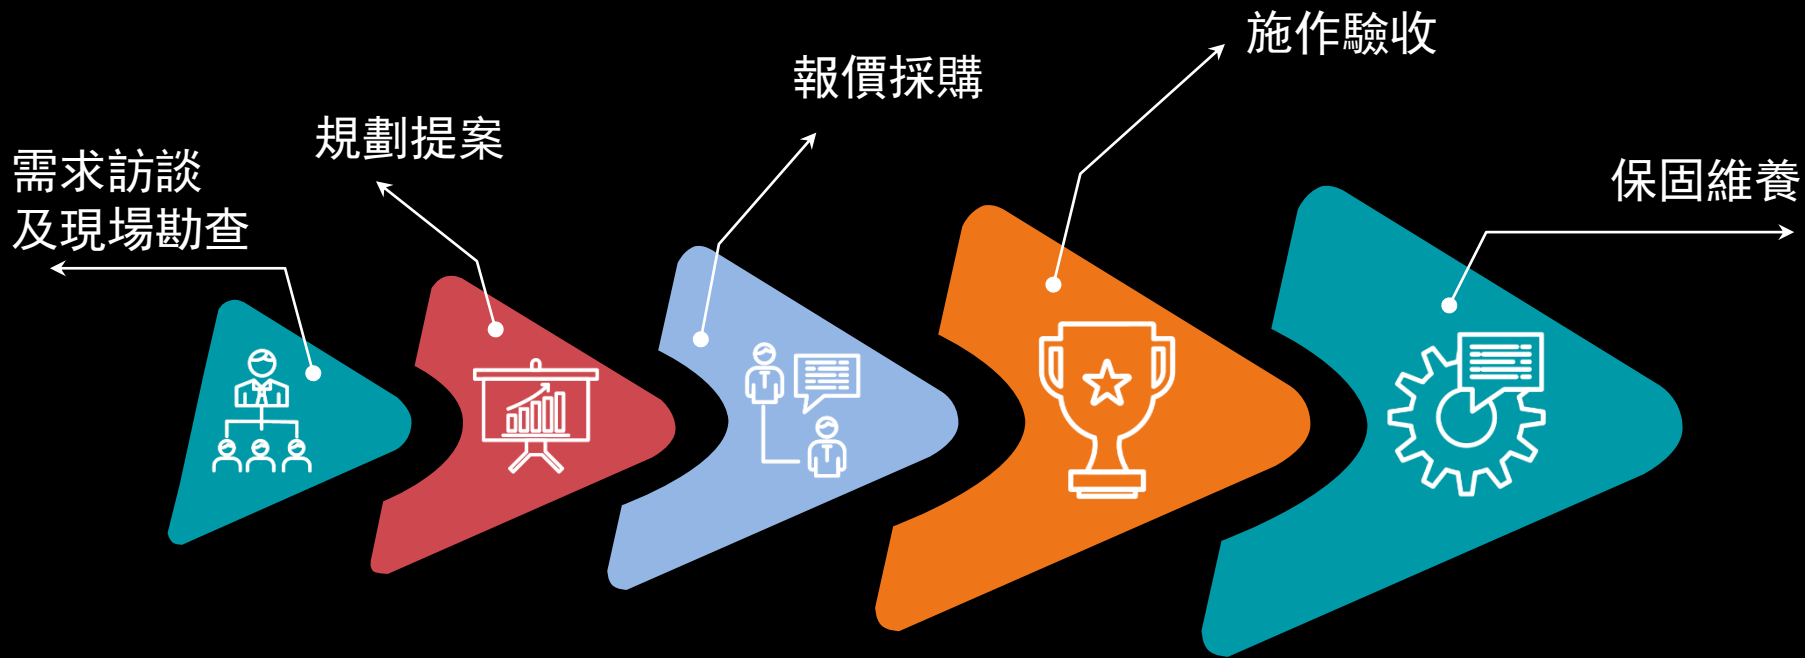 需求訪談
及現場勘查
規劃提案
報價採購
施作驗收
保固維養